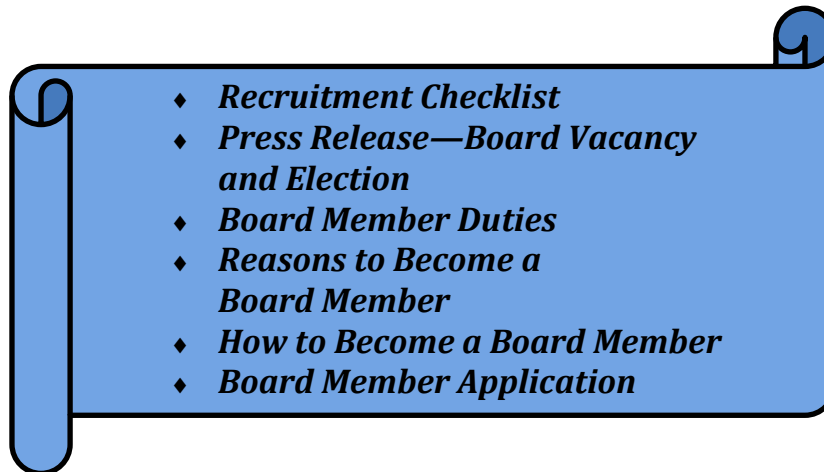 ♦ Recruitment Checklist
♦ Press Release—Board Vacancy
and Election
♦ Board Member Duties
♦ Reasons to Become a
Board Member
♦ How to Become a Board Member
♦ Board Member Application